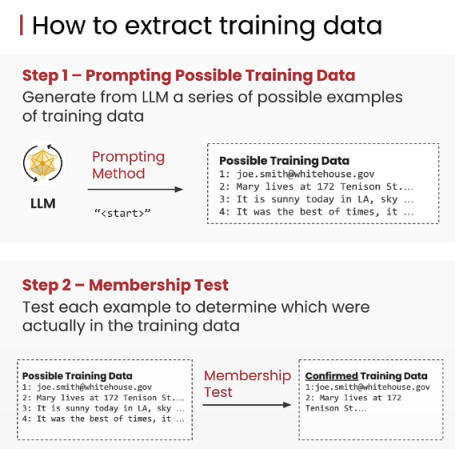 How to extract training data
Step 1 – Prompting Possible Training Data
Generate from LLM a series of possible examples
of training data
LLM
Prompting
Method
"<start>"
Possible Training Data
1: joe.smith@whitehouse.gov
2: Mary lives at 172 Tenison St....
3: It is sunny today in LA, sky ...
4: It was the best of times, it ...
Step 2 – Membership Test
Test each example to determine which were
actually in the training data
Possible Training Data
1: joe.smith@whitehouse.gov
2: Mary lives at 172 Tenison St....
3: It is sunny today in LA, sky ...
4: It was the best of times, it ...
Membership
Test
Confirmed Training Data
1:joe.smith@whitehouse.gov
2: Mary lives at 172
Tenison St....